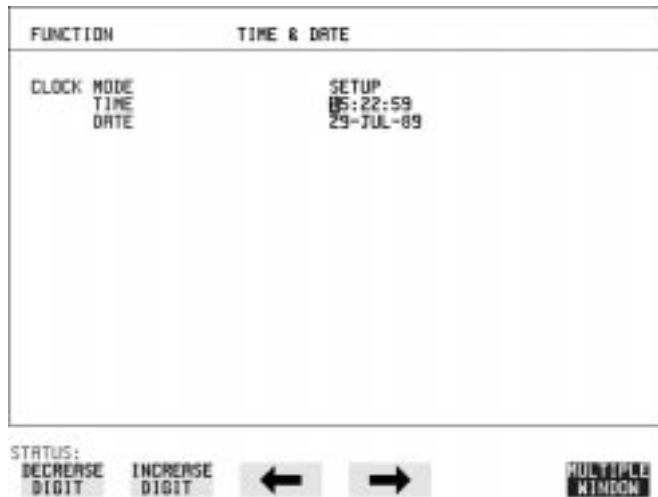 FUNCTION TIME & DATE
CLOCK MODE SETUP
TIME 05:22:59
DATE 29-JUL-89
STATUS:
DECREASE DIGIT INCREASE DIGIT MULTIPLE WINDOW